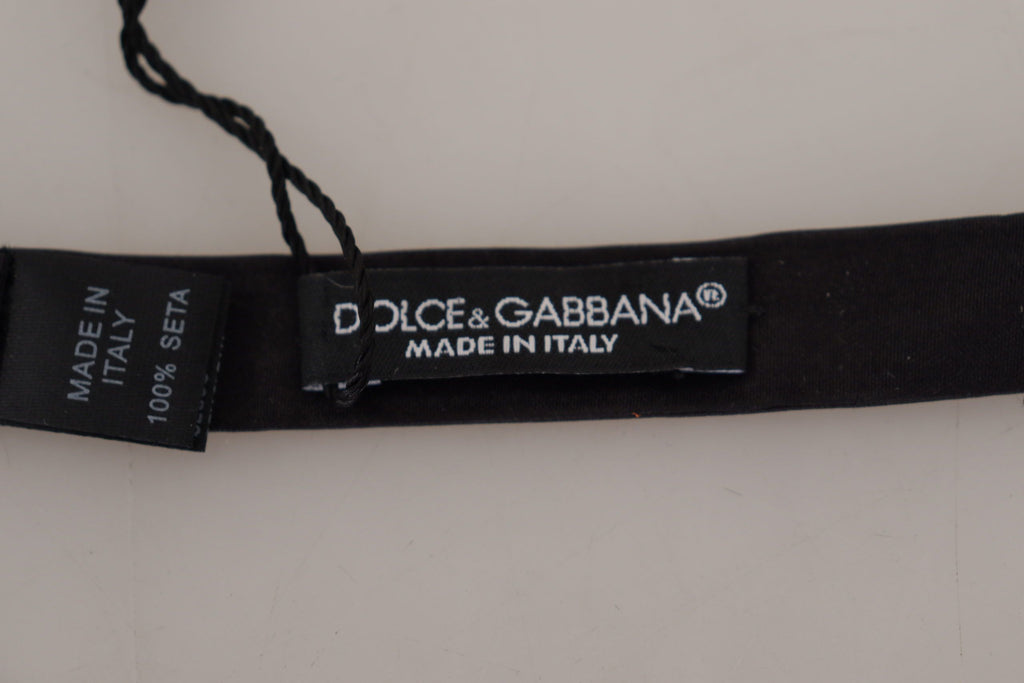 MADE IN
ITALY
100% SETA
DOLCE&GABBANA®
MADE IN ITALY